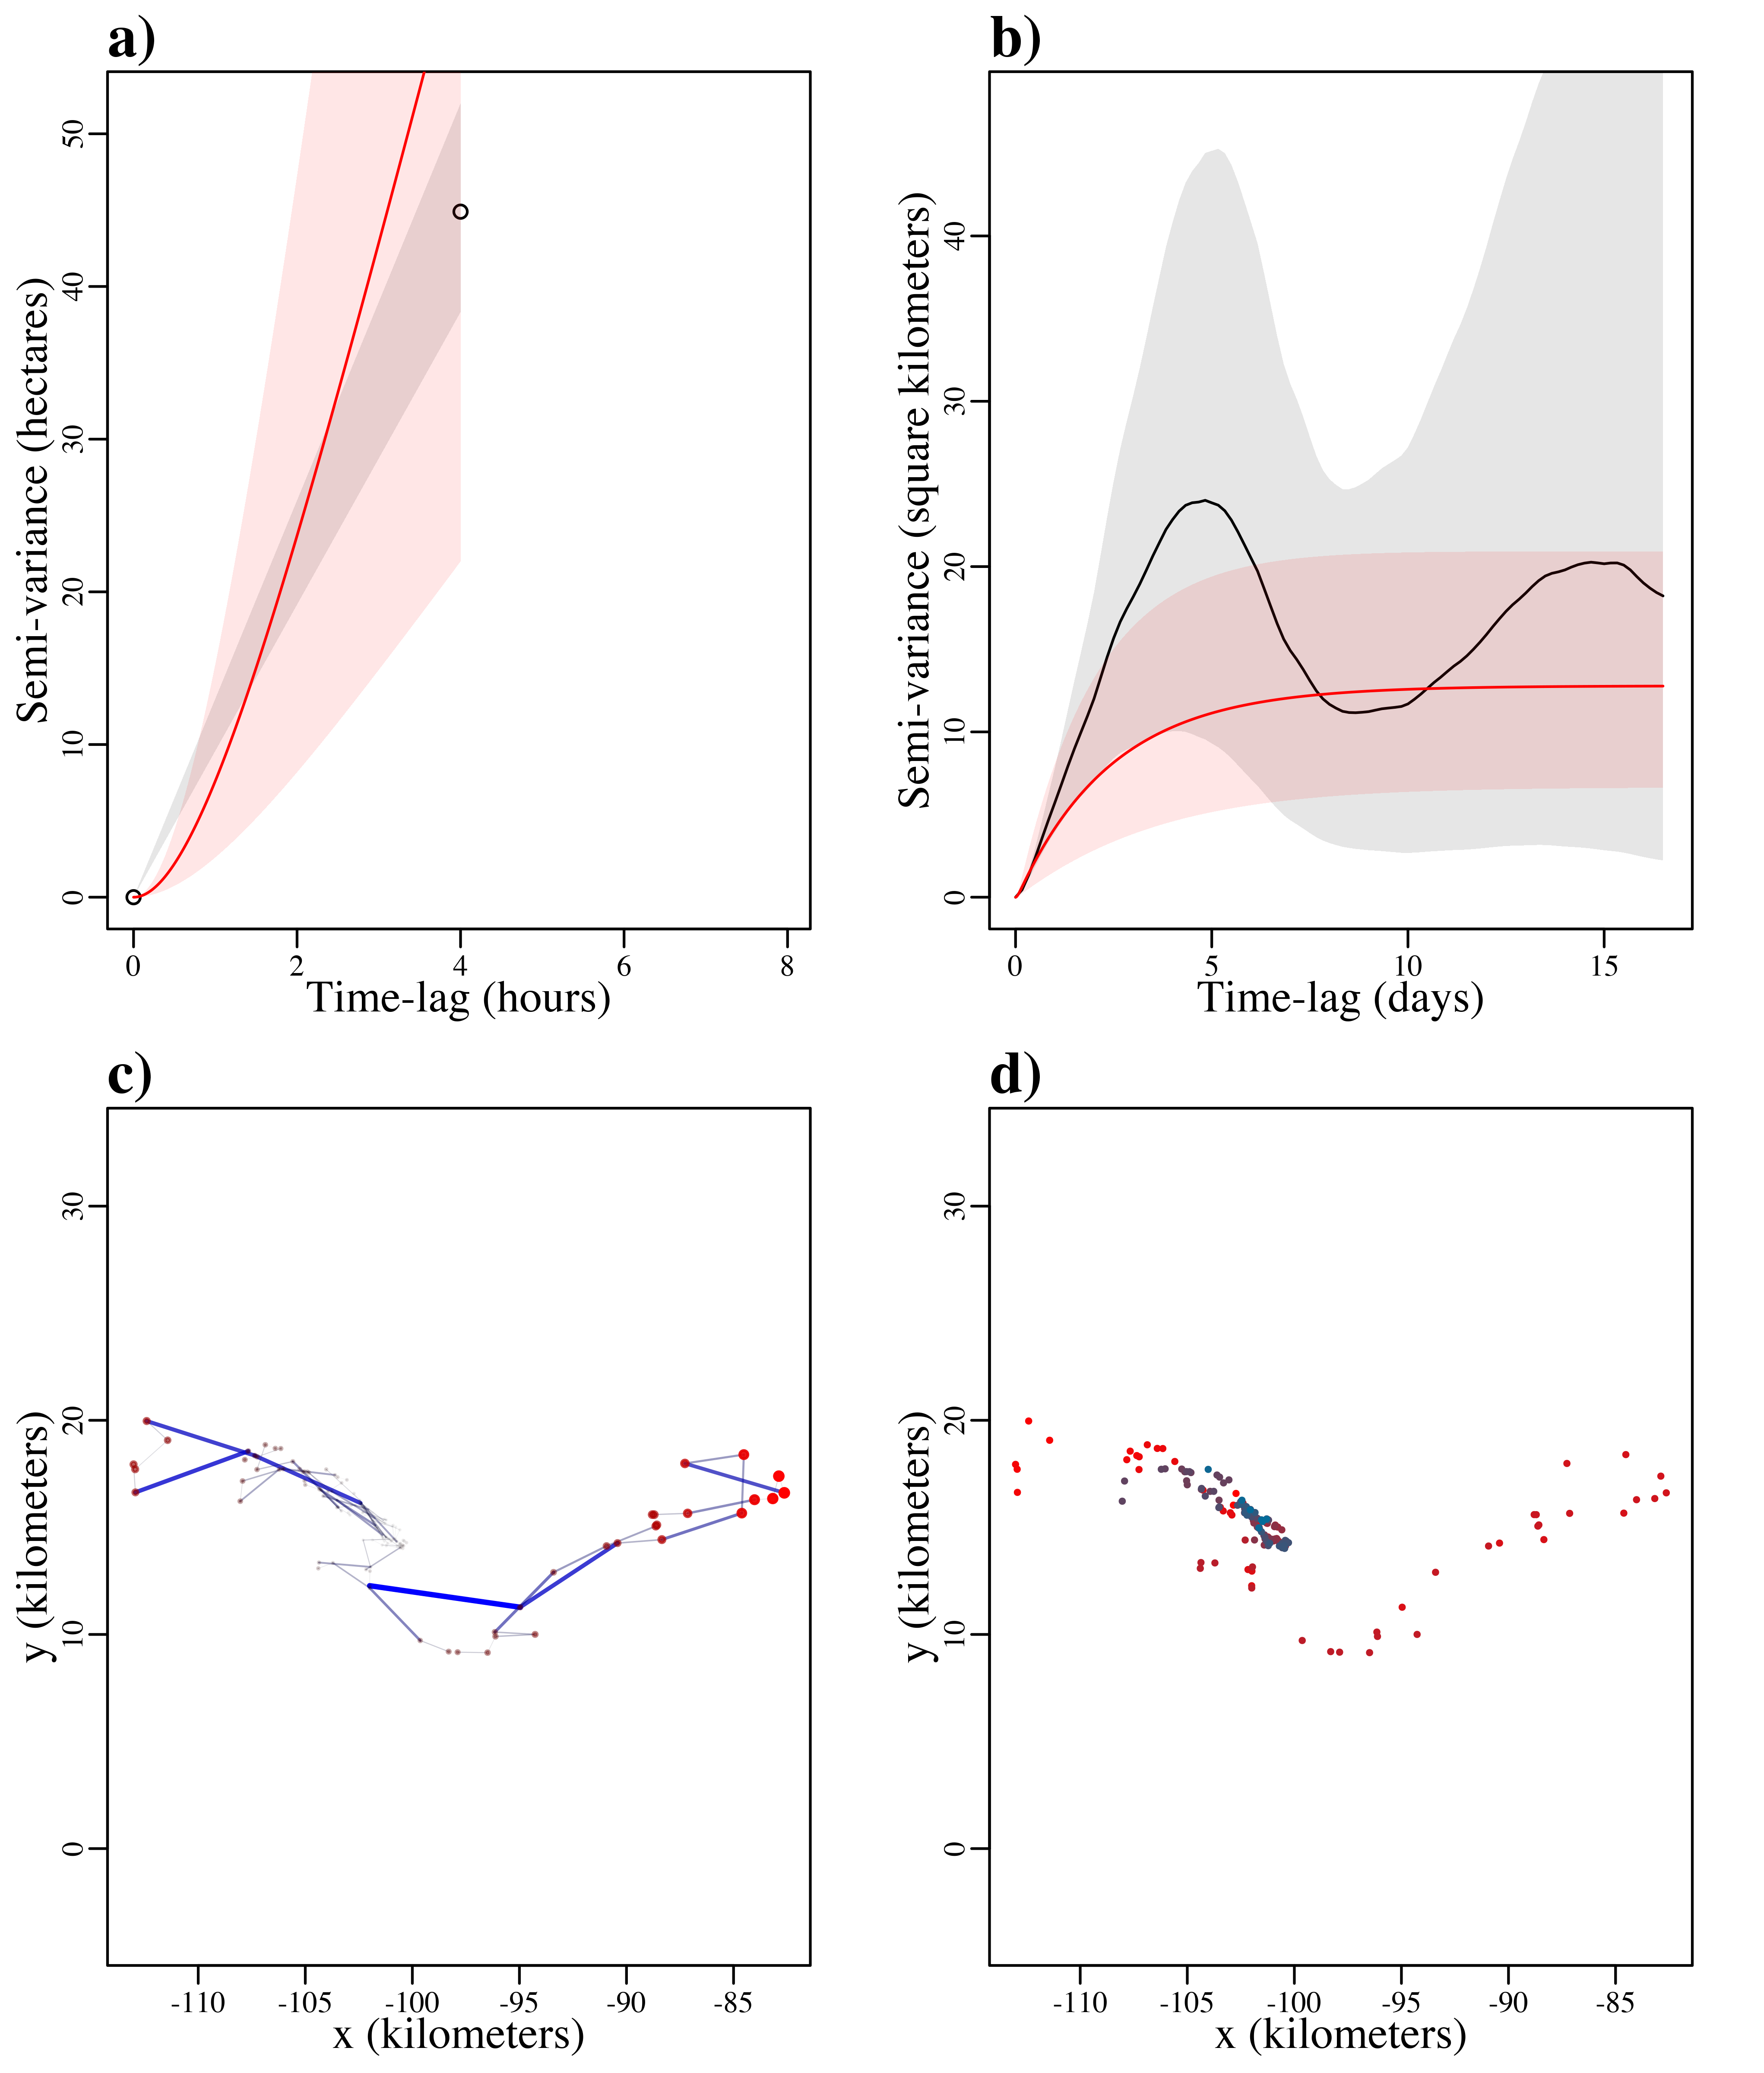 a)
Semi-variance (hectares)
0 10 20 30 40 50
0 2 4 6 8
Time-lag (hours)
b)
Semi-variance (square kilometers)
0 10 20 30 40
0 5 10 15
Time-lag (days)
c)
y (kilometers)
0 10 20 30
-110 -105 -100 -95 -90 -85
x (kilometers)
d)
y (kilometers)
0 10 20 30
-110 -105 -100 -95 -90 -85
x (kilometers)